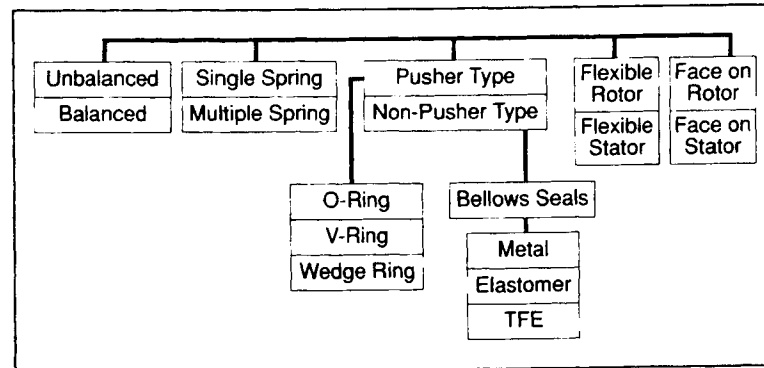 Unbalanced
Balanced
Single Spring
Multiple Spring
Pusher Type
Non-Pusher Type
Flexible
Rotor
Flexible
Stator
Face on
Rotor
Face on
Stator
O-Ring
V-Ring
Wedge Ring
Bellows Seals
Metal
Elastomer
TFE